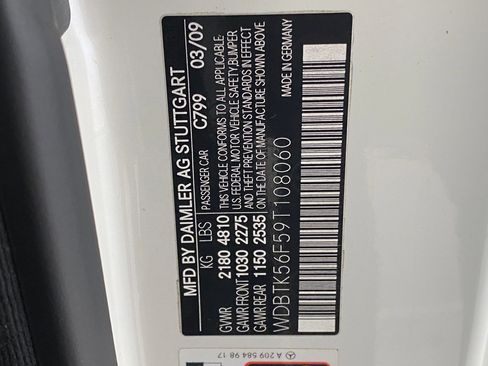 MFD BY DAIMLER AG STUTTGART
C799 03/09
KG LBS PASSENGER CAR
GVWR 2180 4810 THIS VEHICLE CONFORMS TO ALL
GAWR FRONT 1030 2275 U.S. FEDERAL MOTOR VEHICLE SAFETY BUMPER
GAWR REAR 1150 2535 AND THEFT PREVENTION STANDARDS IN EFFECT
ON THE DATE OF MANUFACTURE SHOWN ABOVE
WDBTK56F59T108060 MADE IN GERMANY
A 209 584 98 17